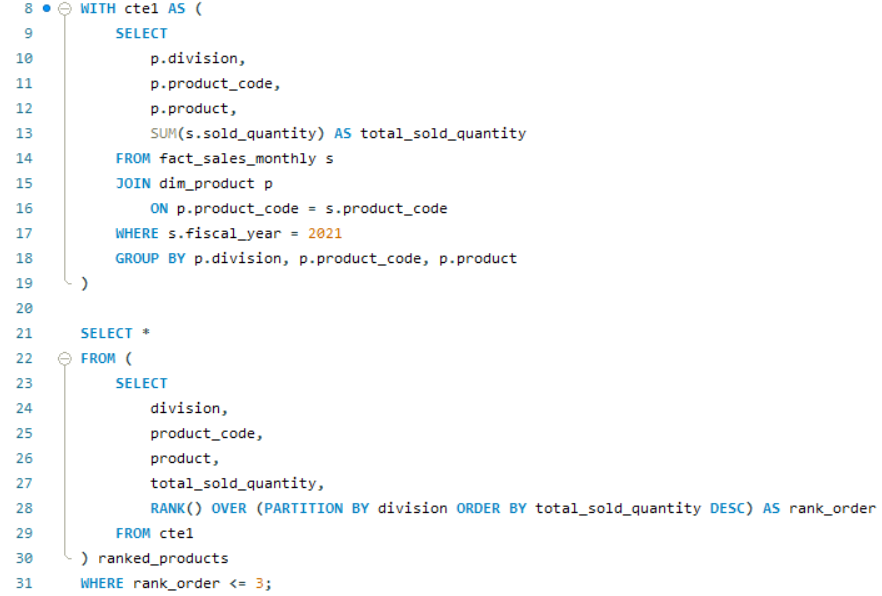 8 WITH cte1 AS (
9 SELECT
10 p.division,
11 p.product_code,
12 p.product,
13 SUM(s.sold_quantity) AS total_sold_quantity
14 FROM fact_sales_monthly s
15 JOIN dim_product p
16 ON p.product_code = s.product_code
17 WHERE s.fiscal_year = 2021
18 GROUP BY p.division, p.product_code, p.product
19 )
20
21 SELECT *
22 FROM (
23 SELECT
24 division,
25 product_code,
26 product,
27 total_sold_quantity,
28 RANK() OVER (PARTITION BY division ORDER BY total_sold_quantity DESC) AS rank_order
29 FROM cte1
30 ) ranked_products
31 WHERE rank_order <= 3;